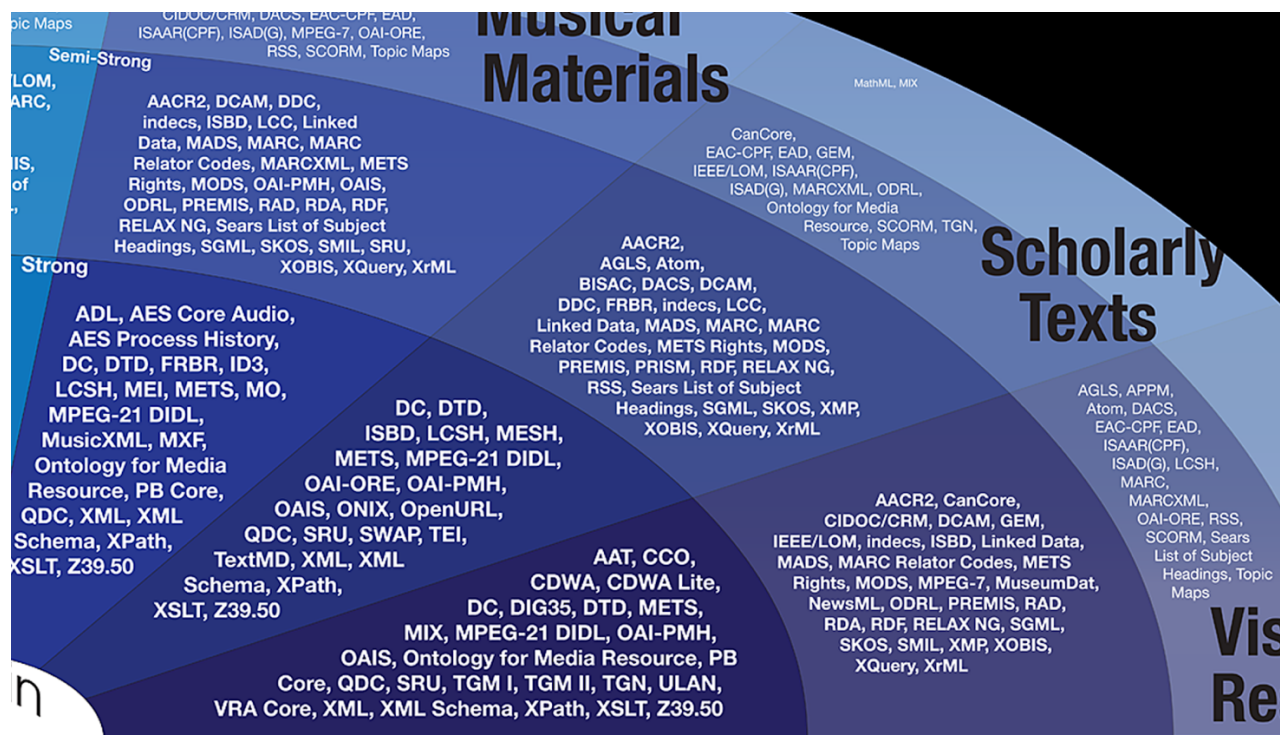 pic Maps
CIDOC/CRM, DACS, EAC-CPF, EAD,
ISAAR(CPF), ISAD(G), MPEG-7, OAI-ORE,
RSS, SCORM, Topic Maps
Musical
Materials
Semi-Strong
/LOM,
ARC,
of
AACR2, DCAM, DDC,
indecs, ISBD, LCC, Linked
Data, MADS, MARC, MARC
Relator Codes, MARCXML, METS
Rights, MODS, OAI-PMH, OAIS,
ODRL, PREMIS, RAD, RDA, RDF,
RELAX NG, Sears List of Subject
Headings, SGML, SKOS, SMIL, SRU,
XOBIS, XQuery, XrML
Strong
ADL, AES Core Audio,
AES Process History,
DC, DTD, FRBR, ID3,
LCSH, MEI, METS, MO,
MPEG-21 DIDL,
MusicXML, MXF,
Ontology for Media
Resource, PB Core,
QDC, XML, XML
Schema, XPath,
XSLT, Z39.50
MathML, MIX
CanCore,
EAC-CPF, EAD, GEM,
IEEE/LOM, ISAAR(CPF),
ISAD(G), MARCXML, ODRL,
Ontology for Media
Resource, SCORM, TGN,
Topic Maps
Scholarly
Texts
AACR2,
AGLS, Atom,
BISAC, DACS, DCAM,
DDC, FRBR, indecs, LCC,
Linked Data, MADS, MARC, MARC
Relator Codes, METS Rights, MODS,
PREMIS, PRISM, RDF, RELAX NG,
RSS, Sears List of Subject
Headings, SGML, SKOS, XMP,
XOBIS, XQuery, XrML
DC, DTD,
ISBD, LCSH, MESH,
METS, MPEG-21 DIDL,
OAI-ORE, OAI-PMH,
OAIS, ONIX, OpenURL,
QDC, SRU, SWAP, TEI,
TextMD, XML, XML
Schema, XPath,
XSLT, Z39.50
AGLS, APPM,
Atom, DACS,
EAC-CPF, EAD,
ISAAR(CPF),
ISAD(G), LCSH,
MARC,
MARCXML,
OAI-ORE, RSS,
SCORM, Sears
List of Subject
Headings, Topic
Maps
Vis
Re
AACR2, CanCore,
CIDOC/CRM, DCAM, GEM,
IEEE/LOM, indecs, ISBD, Linked Data,
MADS, MARC Relator Codes, METS
Rights, MODS, MPEG-7, MuseumDat,
NewsML, ODRL, PREMIS, RAD,
RDA, RDF, RELAX NG, SGML,
SKOS, SMIL, XMP, XOBIS,
XQuery, XrML
AAT, CCO,
CDWA, CDWA Lite,
DC, DIG35, DTD, METS,
MIX, MPEG-21 DIDL, OAI-PMH,
OAIS, Ontology for Media Resource, PB
Core, QDC, SRU, TGM I, TGM II, TGN, ULAN,
VRA Core, XML, XML Schema, XPath, XSLT, Z39.50